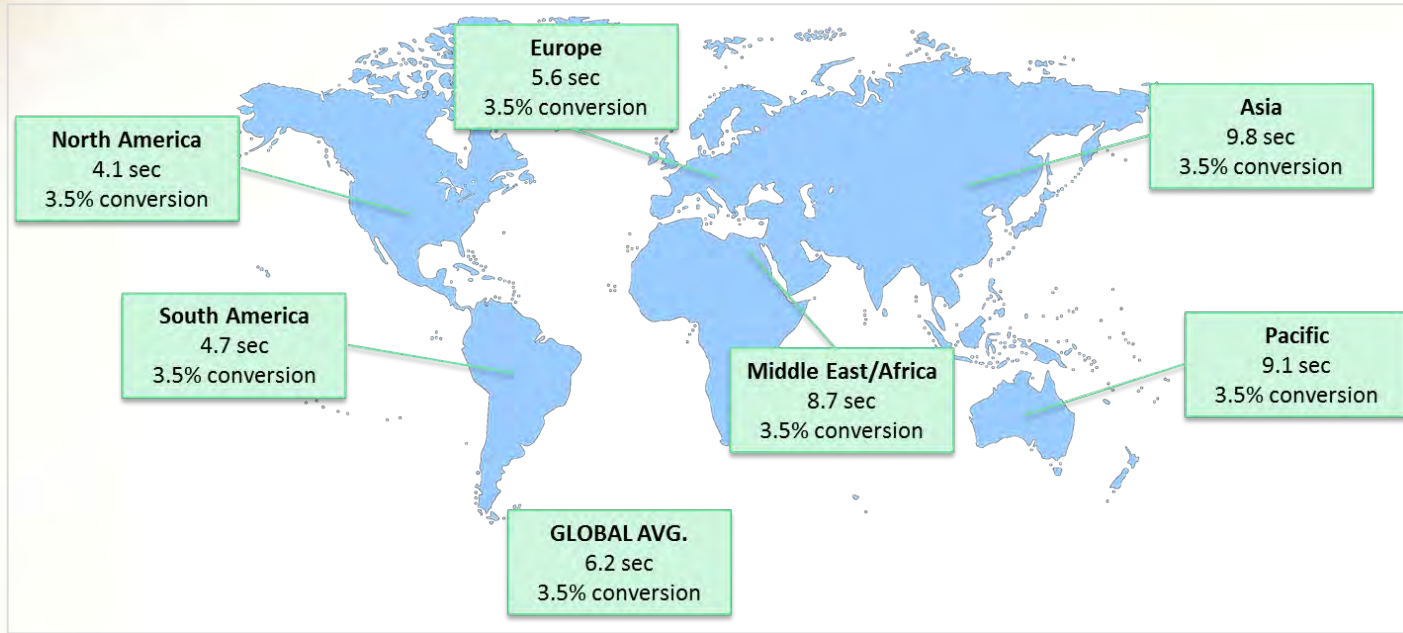 Europe
5.6 sec
3.5% conversion
North America
4.1 sec
3.5% conversion
Asia
9.8 sec
3.5% conversion
South America
4.7 sec
3.5% conversion
Middle East/Africa
8.7 sec
3.5% conversion
Pacific
9.1 sec
3.5% conversion
GLOBAL AVG.
6.2 sec
3.5% conversion